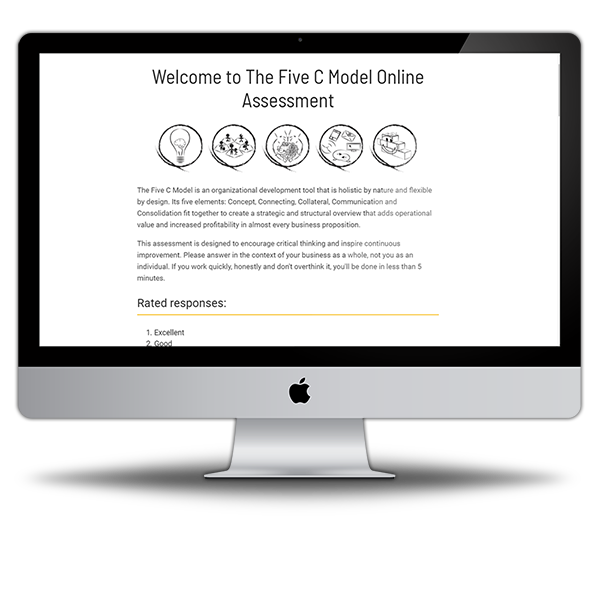 Welcome to The Five C Model Online
Assessment
The Five C Model is an organizational development tool that is holistic by nature and flexible
by design. Its five elements: Concept, Connecting, Collateral, Communication and
Consolidation fit together to create a strategic and structural overview that adds operational
value and increased profitability in almost every business proposition.
This assessment is designed to encourage critical thinking and inspire continuous
improvement. Please answer in the context of your business as a whole, not you as an
individual. If you work quickly, honestly and don't overthink it, you'll be done in less than 5
minutes.
Rated responses:
1. Excellent
2. Good